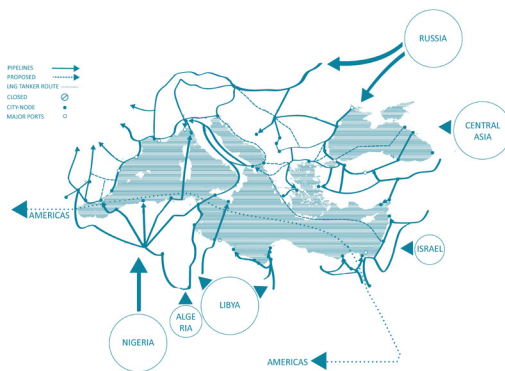 RUSSIA
PIPELINES
PROPOSED
LNG TANKER ROUTE
CLOSED
CITY-NODE
MAJOR PORTS
CENTRAL
ASIA
AMERICAS
ISRAEL
LIBYA
ALGE
RIA
NIGERIA
AMERICAS